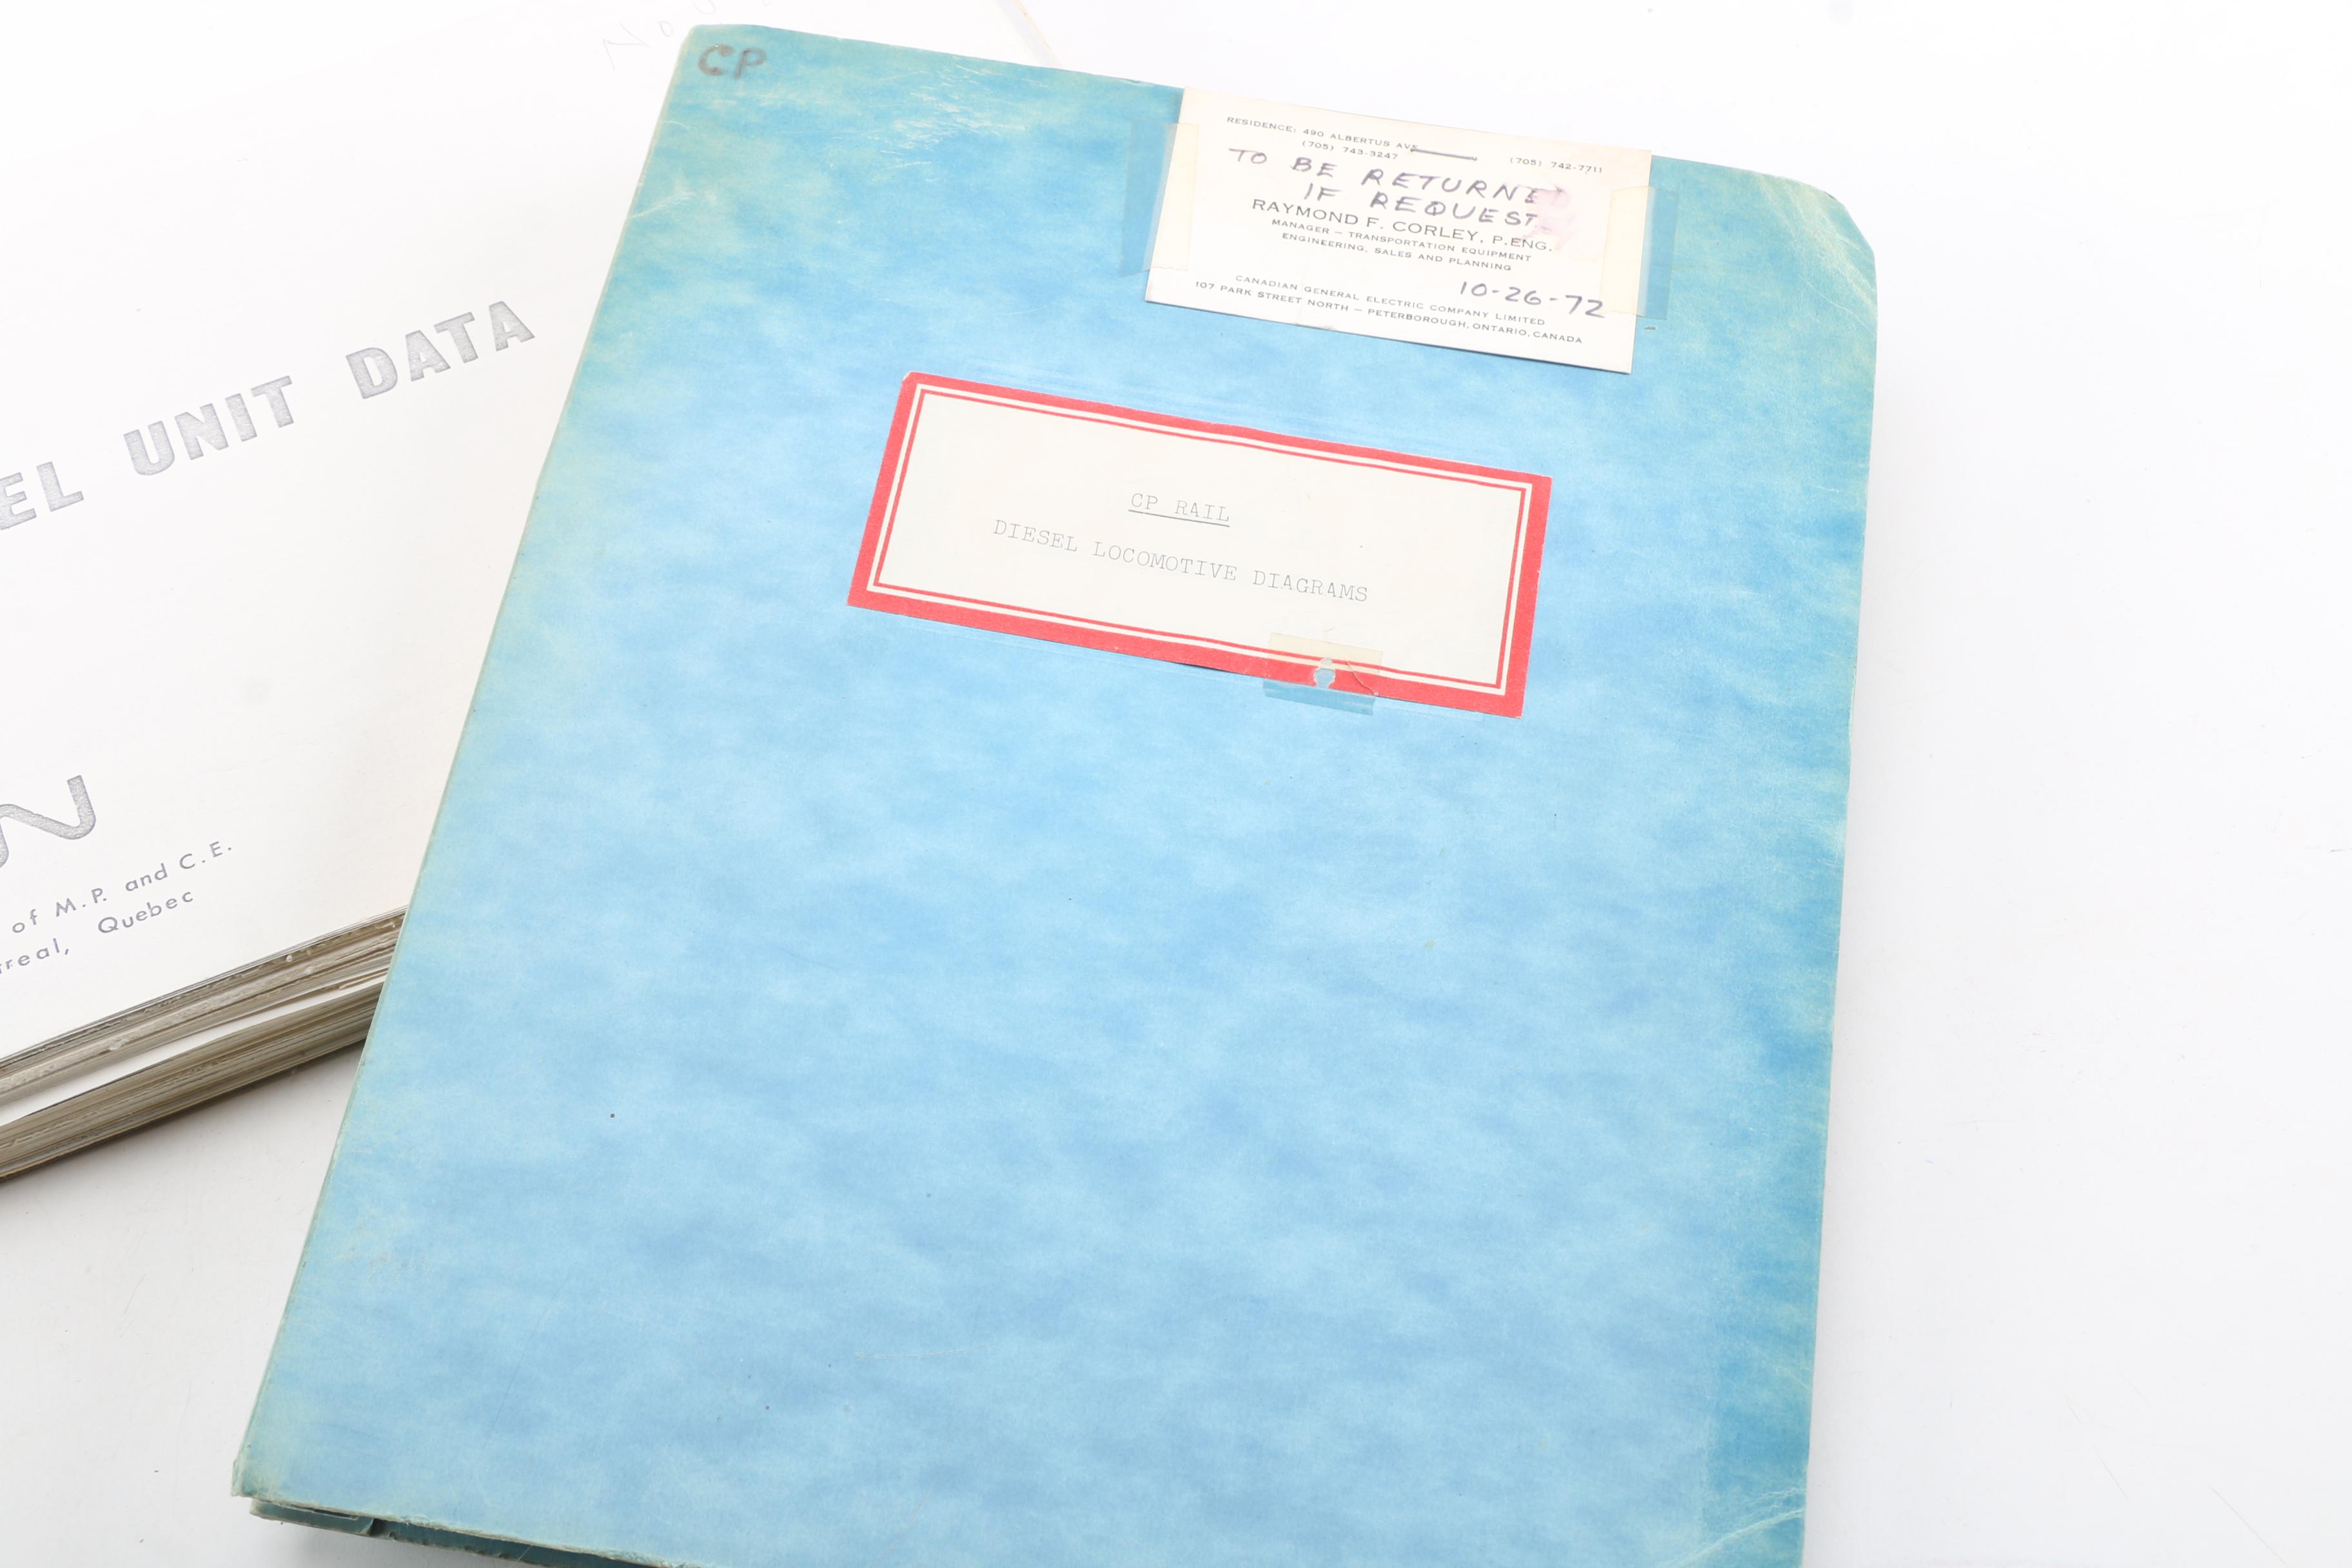 CP
RESIDENCE: 490 ALBERTUS AVE
(705) 743-3247
(705) 742-7711
TO BE RETURNED
IF REQUEST
RAYMOND F. CORLEY, P.ENG.
MANAGER — TRANSPORTATION EQUIPMENT
ENGINEERING, SALES AND PLANNING
10-26-72
CANADIAN GENERAL ELECTRIC COMPANY LIMITED
107 PARK STREET NORTH — PETERBOROUGH, ONTARIO, CANADA
CP RAIL
DIESEL LOCOMOTIVE DIAGRAMS
EL UNIT DATA
of M.P. and C.E.
treal, Quebec